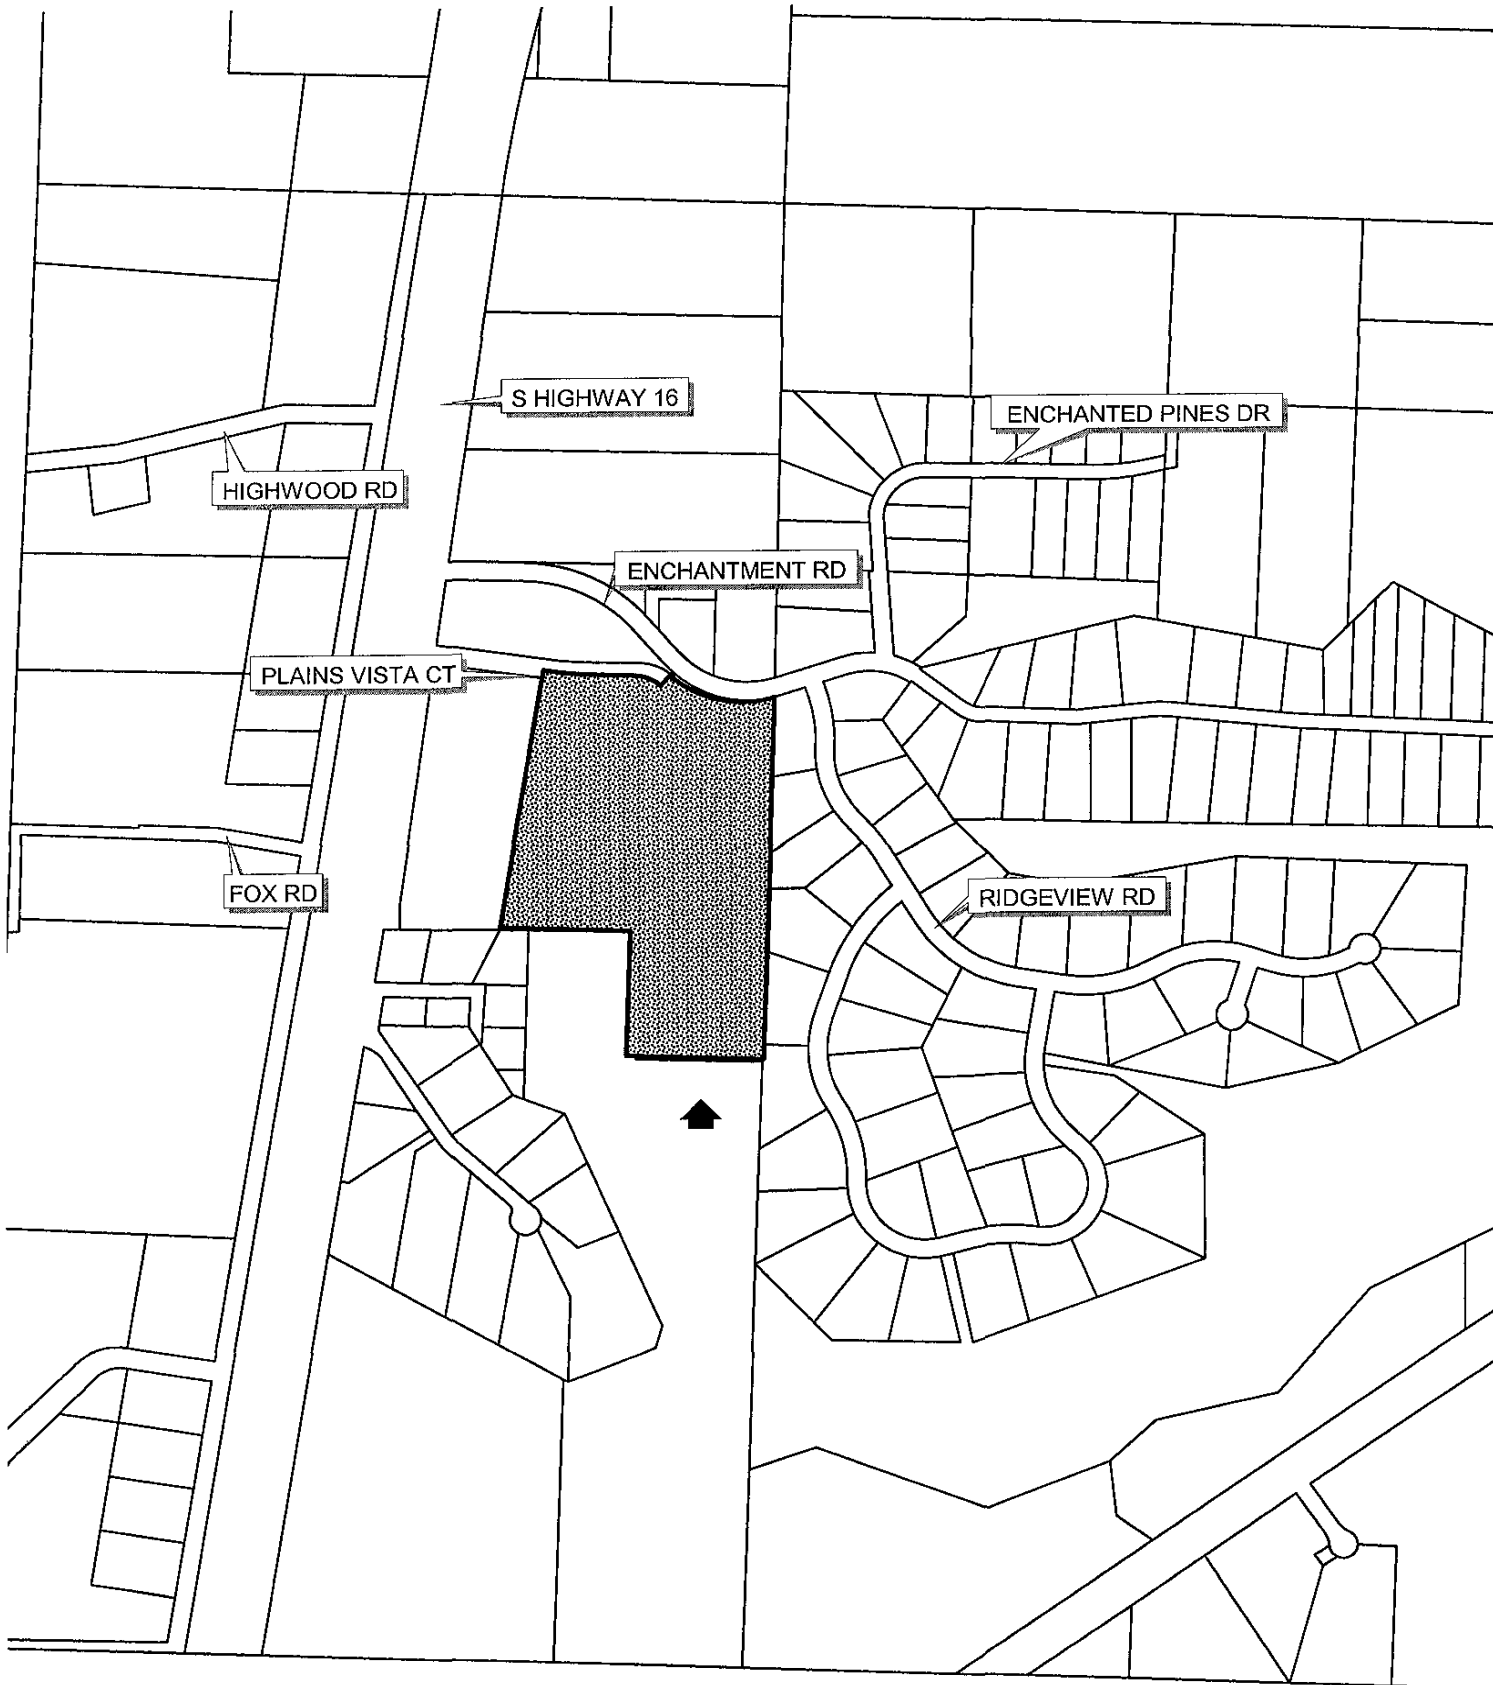 S HIGHWAY 16
ENCHANTED PINES DR
HIGHWOOD RD
ENCHANTMENT RD
PLAINS VISTA CT
FOX RD
RIDGEVIEW RD